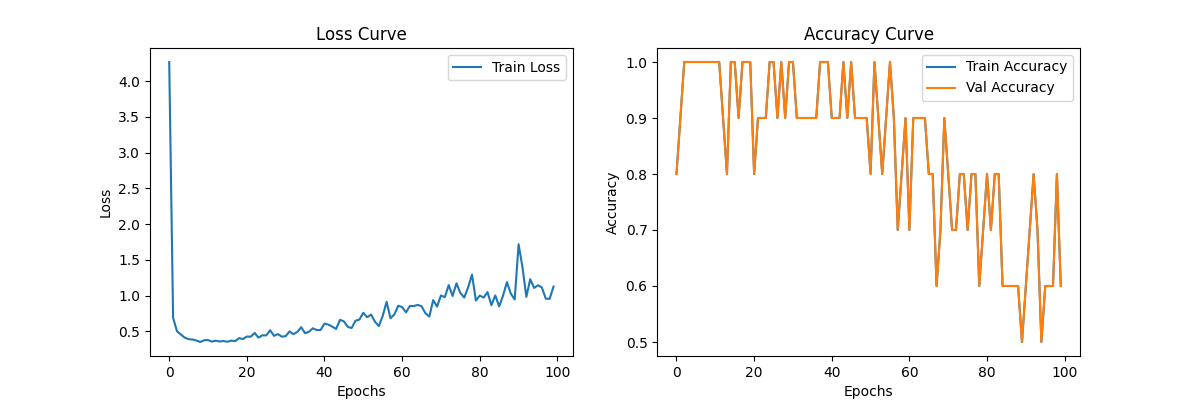 Loss Curve
Train Loss
4.0
3.5
3.0
2.5
2.0
1.5
1.0
0.5
Loss
0 20 40 60 80 100
Epochs
Accuracy Curve
Train Accuracy
Val Accuracy
1.0
0.9
0.8
0.7
0.6
0.5
Accuracy
0 20 40 60 80 100
Epochs